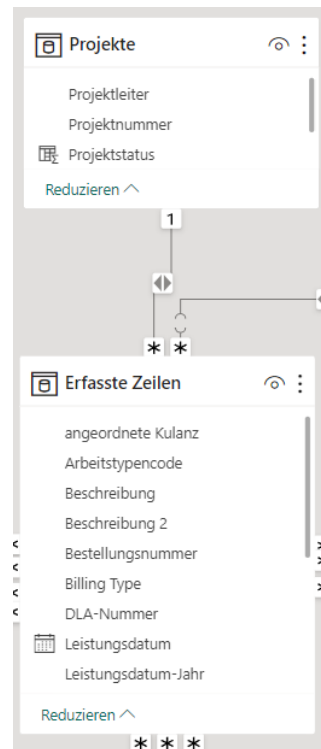 Projekte
Projektleiter
Projektnummer
Projektstatus
Reduzieren
1
* *
Erfasste Zeilen
angeordnete Kulanz
Arbeitstypencode
Beschreibung
Beschreibung 2
Bestellungsnummer
Billing Type
DLA-Nummer
Leistungsdatum
Leistungsdatum-Jahr
Reduzieren
* * *